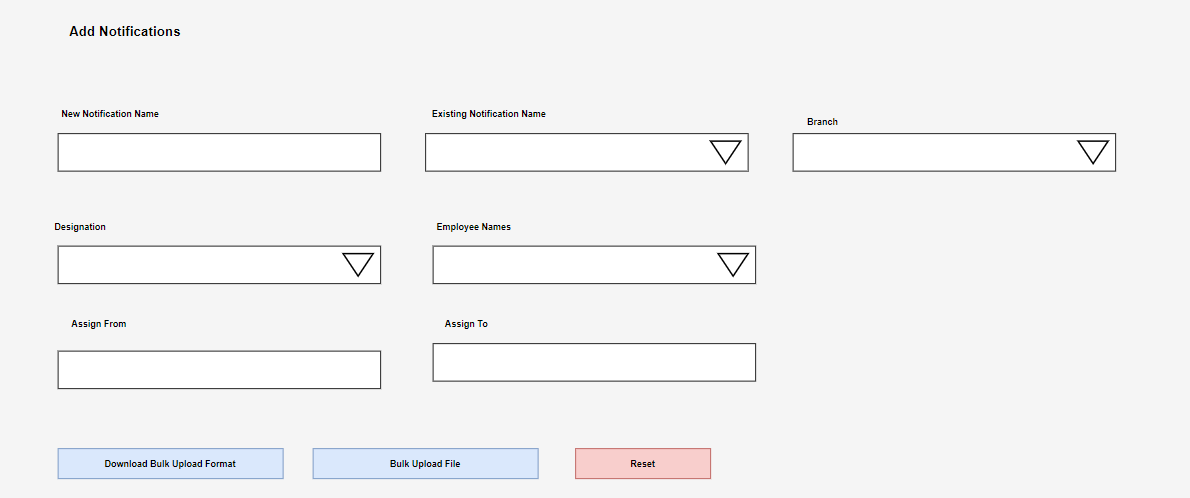 Add Notifications
New Notification Name
Existing Notification Name
Branch
Designation
Employee Names
Assign From
Assign To
Download Bulk Upload Format
Bulk Upload File
Reset